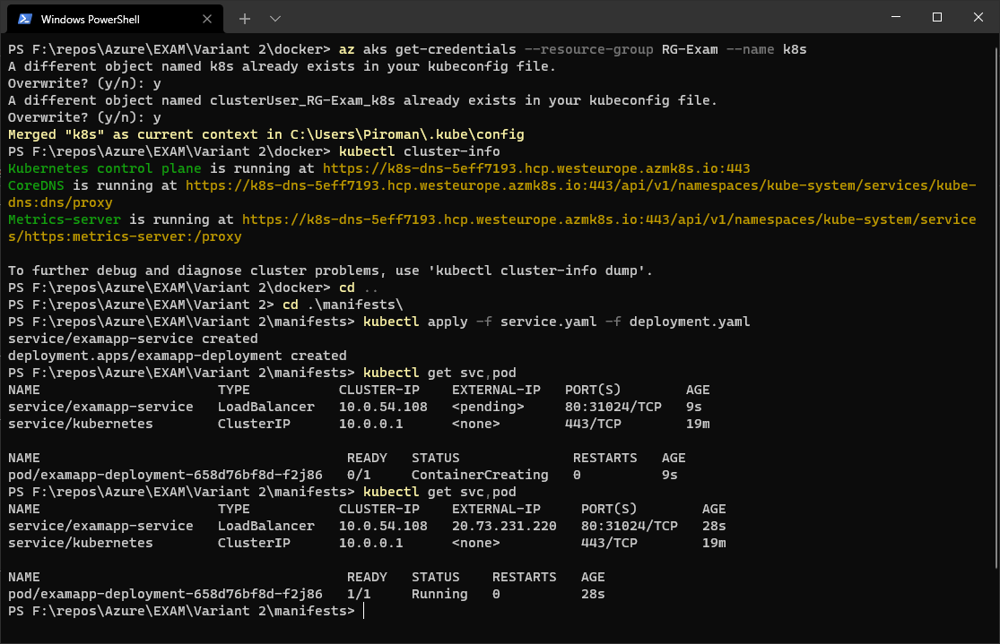 Windows PowerShell
PS F:\repos\Azure\EXAM\Variant 2\docker> az aks get-credentials --resource-group RG-Exam --name k8s
A different object named k8s already exists in your kubeconfig file.
Overwrite? (y/n): y
A different object named clusterUser_RG-Exam_k8s already exists in your kubeconfig file.
Overwrite? (y/n): y
Merged "k8s" as current context in C:\Users\Piroman\.kube\config
PS F:\repos\Azure\EXAM\Variant 2\docker> kubectl cluster-info
Kubernetes control plane is running at https://k8s-dns-5eff7193.hcp.westeurope.azmk8s.io:443
CoreDNS is running at https://k8s-dns-5eff7193.hcp.westeurope.azmk8s.io:443/api/v1/namespaces/kube-system/services/kube-
dns:dns/proxy
Metrics-server is running at https://k8s-dns-5eff7193.hcp.westeurope.azmk8s.io:443/api/v1/namespaces/kube-system/service
s/https:metrics-server:/proxy
To further debug and diagnose cluster problems, use 'kubectl cluster-info dump'.
PS F:\repos\Azure\EXAM\Variant 2\docker> cd ..
PS F:\repos\Azure\EXAM\Variant 2> cd .\manifests\
PS F:\repos\Azure\EXAM\Variant 2\manifests> kubectl apply -f service.yaml -f deployment.yaml
service/examapp-service created
deployment.apps/examapp-deployment created
PS F:\repos\Azure\EXAM\Variant 2\manifests> kubectl get svc,pod
NAME TYPE CLUSTER-IP EXTERNAL-IP PORT(S) AGE
service/examapp-service LoadBalancer 10.0.54.108 <pending> 80:31024/TCP 9s
service/kubernetes ClusterIP 10.0.0.1 <none> 443/TCP 19m
NAME READY STATUS RESTARTS AGE
pod/examapp-deployment-658d76bf8d-f2j86 0/1 ContainerCreating 0 9s
PS F:\repos\Azure\EXAM\Variant 2\manifests> kubectl get svc,pod
NAME TYPE CLUSTER-IP EXTERNAL-IP PORT(S) AGE
service/examapp-service LoadBalancer 10.0.54.108 20.73.231.220 80:31024/TCP 28s
service/kubernetes ClusterIP 10.0.0.1 <none> 443/TCP 19m
NAME READY STATUS RESTARTS AGE
pod/examapp-deployment-658d76bf8d-f2j86 1/1 Running 0 28s
PS F:\repos\Azure\EXAM\Variant 2\manifests>